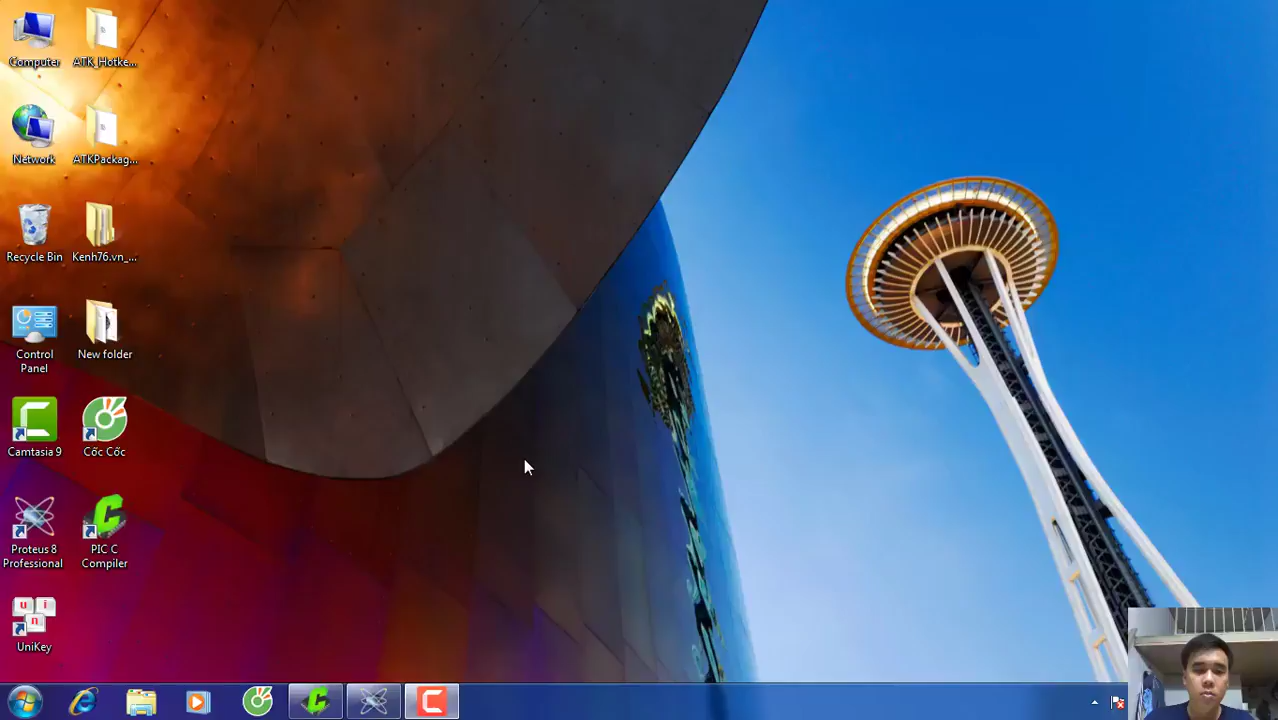 Computer
ATK_Hotke...
Network
ATKPackag...
Recycle Bin
Kenh76.vn_...
Control
Panel
New folder
Camtasia 9
Cốc Cốc
Proteus 8
Professional
PIC C
Compiler
u i
n
UniKey